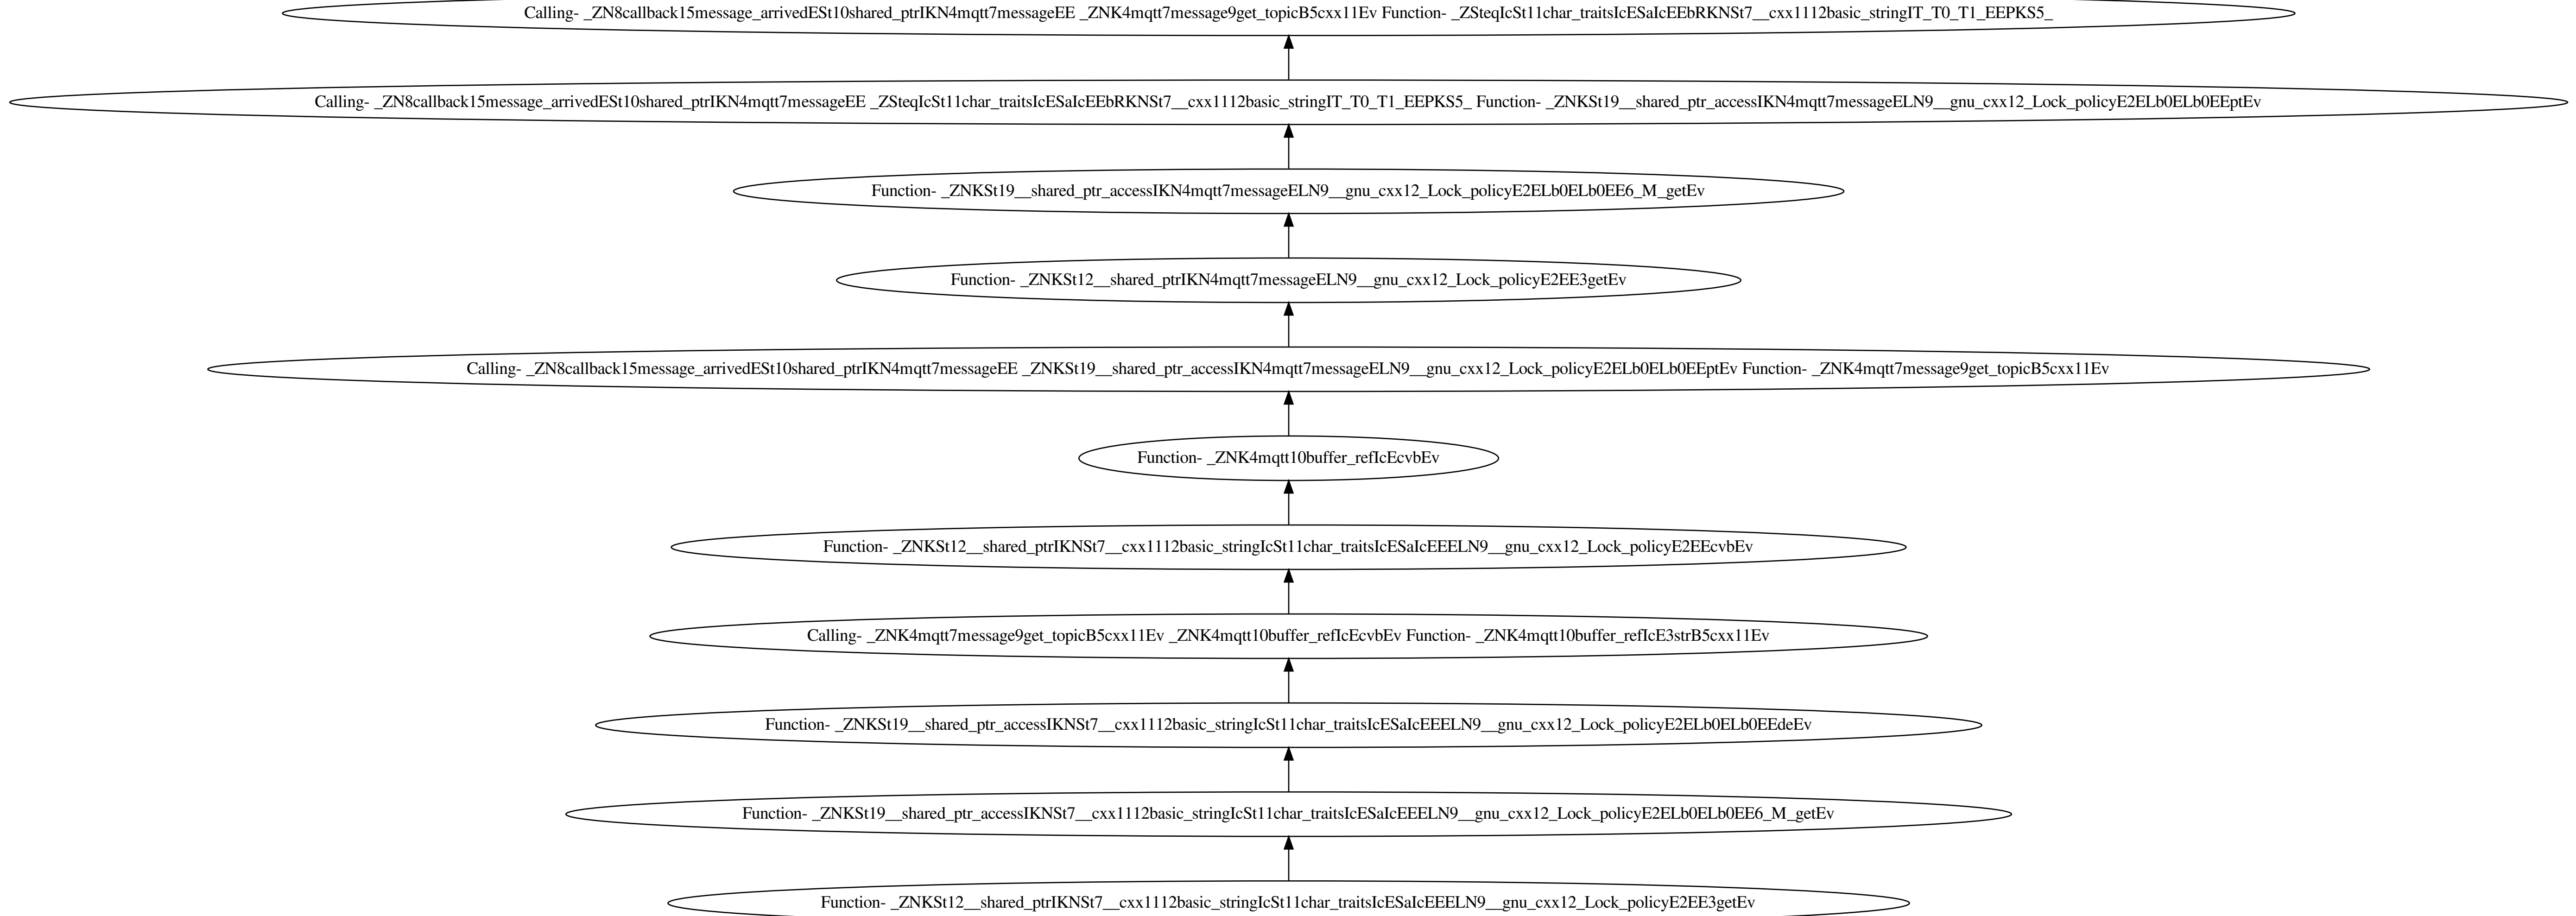 Calling- _ZN8callback15message_arrivedESt10shared_ptrIKN4mqtt7messageEE _ZNK4mqtt7message9get_topicB5cxx11Ev Function- _ZSteqIcSt11char_traitsIcESaIcEEbRKNSt7__cxx1112basic_stringIT_T0_T1_EEPKS5_
Calling- _ZN8callback15message_arrivedESt10shared_ptrIKN4mqtt7messageEE _ZSteqIcSt11char_traitsIcESaIcEEbRKNSt7__cxx1112basic_stringIT_T0_T1_EEPKS5_ Function- _ZNKSt19__shared_ptr_accessIKN4mqtt7messageELN9__gnu_cxx12_Lock_policyE2ELb0ELb0EEptEv
Function- _ZNKSt19__shared_ptr_accessIKN4mqtt7messageELN9__gnu_cxx12_Lock_policyE2ELb0ELb0EE6_M_getEv
Function- _ZNKSt12__shared_ptrIKN4mqtt7messageELN9__gnu_cxx12_Lock_policyE2EE3getEv
Calling- _ZN8callback15message_arrivedESt10shared_ptrIKN4mqtt7messageEE _ZNKSt19__shared_ptr_accessIKN4mqtt7messageELN9__gnu_cxx12_Lock_policyE2ELb0ELb0EEptEv Function- _ZNK4mqtt7message9get_topicB5cxx11Ev
Function- _ZNK4mqtt10buffer_refIcEcvbEv
Function- _ZNKSt12__shared_ptrIKNSt7__cxx1112basic_stringIcSt11char_traitsIcESaIcEEELN9__gnu_cxx12_Lock_policyE2EEcvbEv
Calling- _ZNK4mqtt7message9get_topicB5cxx11Ev _ZNK4mqtt10buffer_refIcEcvbEv Function- _ZNK4mqtt10buffer_refIcE3strB5cxx11Ev
Function- _ZNKSt19__shared_ptr_accessIKNSt7__cxx1112basic_stringIcSt11char_traitsIcESaIcEEELN9__gnu_cxx12_Lock_policyE2ELb0ELb0EEdeEv
Function- _ZNKSt19__shared_ptr_accessIKNSt7__cxx1112basic_stringIcSt11char_traitsIcESaIcEEELN9__gnu_cxx12_Lock_policyE2ELb0ELb0EE6_M_getEv
Function- _ZNKSt12__shared_ptrIKNSt7__cxx1112basic_stringIcSt11char_traitsIcESaIcEEELN9__gnu_cxx12_Lock_policyE2EE3getEv